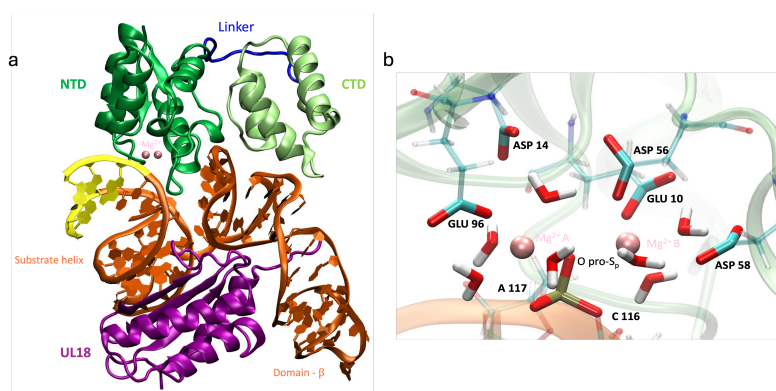 a
Linker
NTD
CTD
Mg²⁺
Substrate helix
UL18
Domain - β
b
ASP 14
ASP 56
GLU 10
GLU 96
Mg²⁺ A
Mg²⁺ B
O pro-Sₚ
ASP 58
A 117
C 116